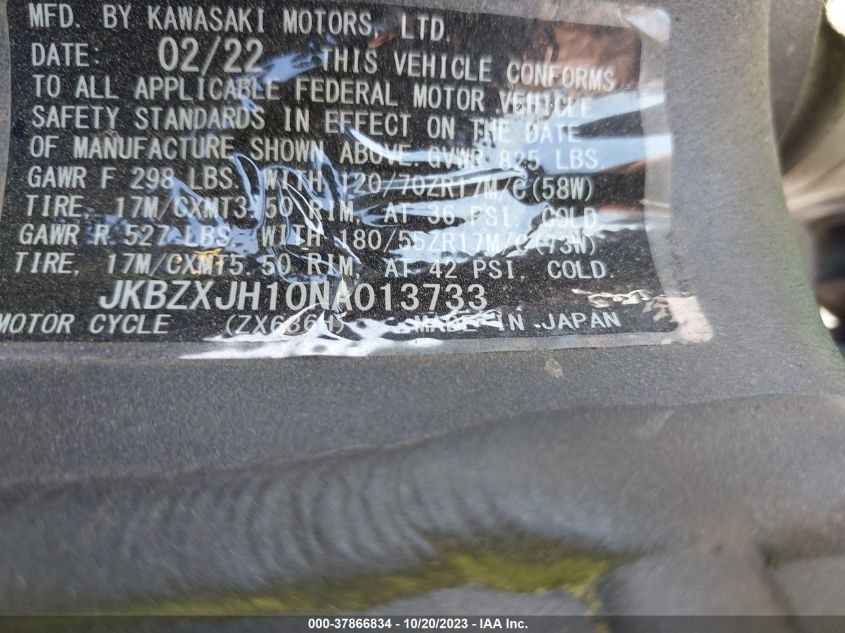 MFD. BY KAWASAKI MOTORS, LTD.
DATE: 02/22 THIS VEHICLE CONFORMS
TO ALL APPLICABLE FEDERAL MOTOR VEHICLE
SAFETY STANDARDS IN EFFECT ON THE DATE
OF MANUFACTURE SHOWN ABOVE. GVWR 825 LBS
GAWR F 298 LBS. WITH 120/70ZR17M/C(58W)
TIRE, 17M/CXMT3.50 RIM, AT 36 PSI. COLD
GAWR R 527 LBS. WITH 180/55ZR17M/C(73W)
TIRE, 17M/CXMT5.50 RIM, AT 42 PSI. COLD
JKBZXJH10NA013733
MOTOR CYCLE (ZX636H) MADE IN JAPAN
000-37866834 - 10/20/2023 - IAA Inc.